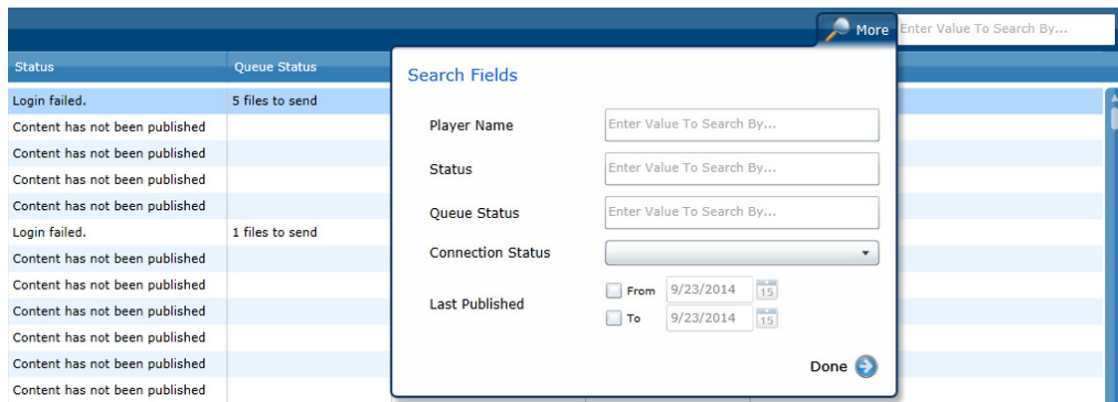 More Enter Value To Search By...
Status Queue Status
Login failed. 5 files to send
Content has not been published
Content has not been published
Content has not been published
Content has not been published
Login failed. 1 files to send
Content has not been published
Content has not been published
Content has not been published
Content has not been published
Content has not been published
Content has not been published
Search Fields
Player Name Enter Value To Search By...
Status Enter Value To Search By...
Queue Status Enter Value To Search By...
Connection Status
Last Published
From 9/23/2014 15
To 9/23/2014 15
Done